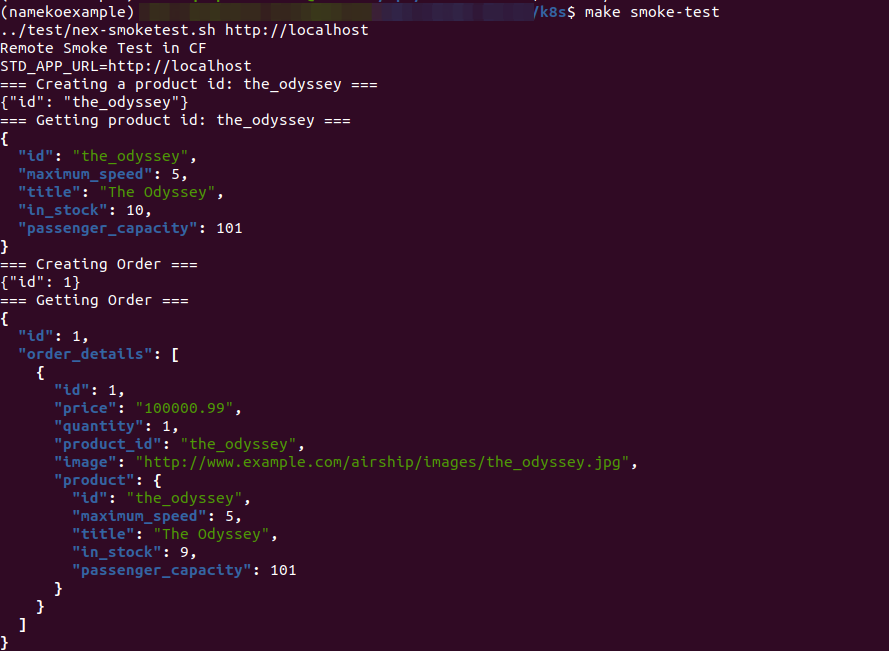 (namekoexample) /k8s$ make smoke-test
../test/nex-smoketest.sh http://localhost
Remote Smoke Test in CF
STD_APP_URL=http://localhost
=== Creating a product id: the_odyssey ===
{"id": "the_odyssey"}
=== Getting product id: the_odyssey ===
{
  "id": "the_odyssey",
  "maximum_speed": 5,
  "title": "The Odyssey",
  "in_stock": 10,
  "passenger_capacity": 101
}
=== Creating Order ===
{"id": 1}
=== Getting Order ===
{
  "id": 1,
  "order_details": [
    {
      "id": 1,
      "price": "100000.99",
      "quantity": 1,
      "product_id": "the_odyssey",
      "image": "http://www.example.com/airship/images/the_odyssey.jpg",
      "product": {
        "id": "the_odyssey",
        "maximum_speed": 5,
        "title": "The Odyssey",
        "in_stock": 9,
        "passenger_capacity": 101
      }
    }
  ]
}